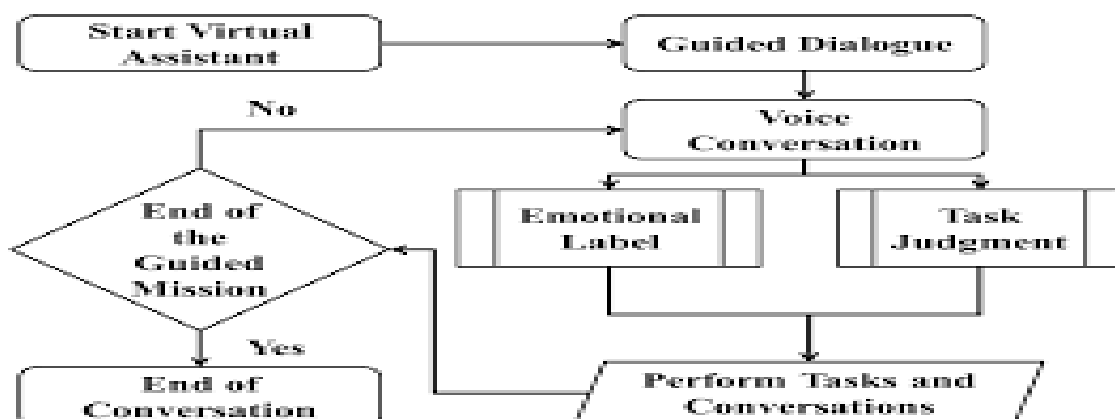 Start Virtual
Assistant
Guided Dialogue
No
Voice
Conversation
Emotional
Label
Task
Judgment
End of
the
Guided
Mission
Yes
End of
Conversation
Perform Tasks and
Conversations